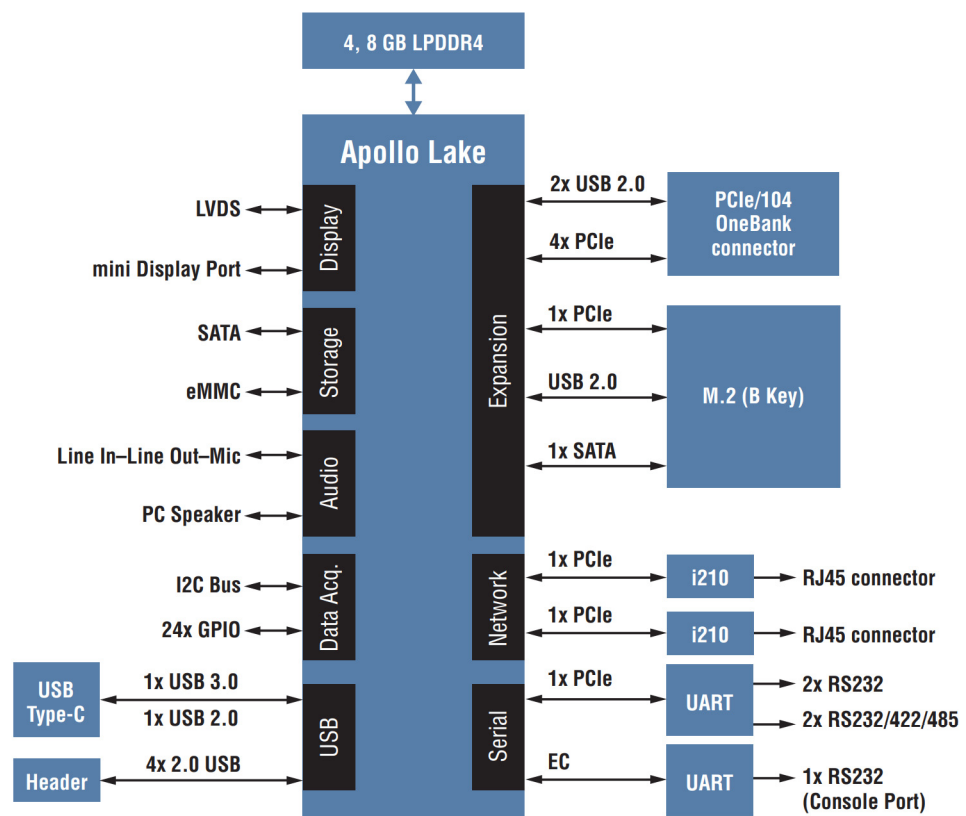 4, 8 GB LPDDR4
Apollo Lake
Display
LVDS
mini Display Port
Storage
SATA
eMMC
Audio
Line In–Line Out–Mic
PC Speaker
Data Acq.
I2C Bus
24x GPIO
USB
USB
Type-C
1x USB 3.0
1x USB 2.0
Header
4x 2.0 USB
Expansion
2x USB 2.0
4x PCIe
PCIe/104
OneBank
connector
1x PCIe
USB 2.0
1x SATA
M.2 (B Key)
Network
1x PCIe
i210
RJ45 connector
1x PCIe
i210
RJ45 connector
Serial
1x PCIe
UART
2x RS232
2x RS232/422/485
EC
UART
1x RS232
(Console Port)